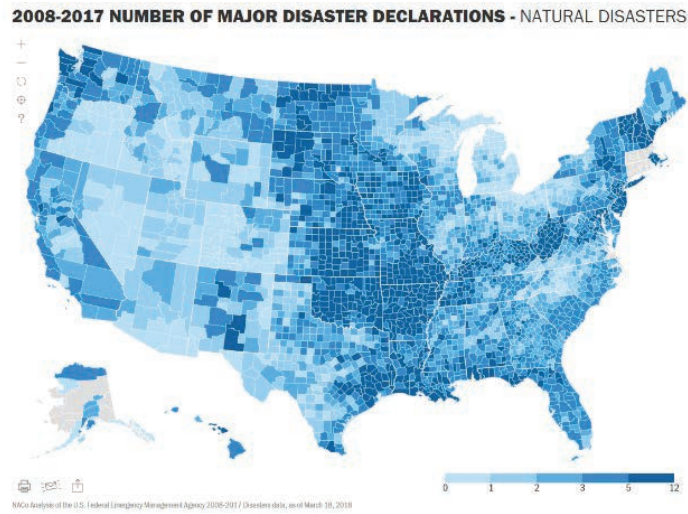 2008-2017 NUMBER OF MAJOR DISASTER DECLARATIONS - NATURAL DISASTERS
+
−
?
0 1 2 3 5 12
NACo Analysis of the U.S. Federal Emergency Management Agency 2008-2017 Disasters data, as of March 18, 2018